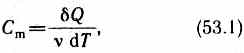 C_m = δQ / (ν dT), (53.1)